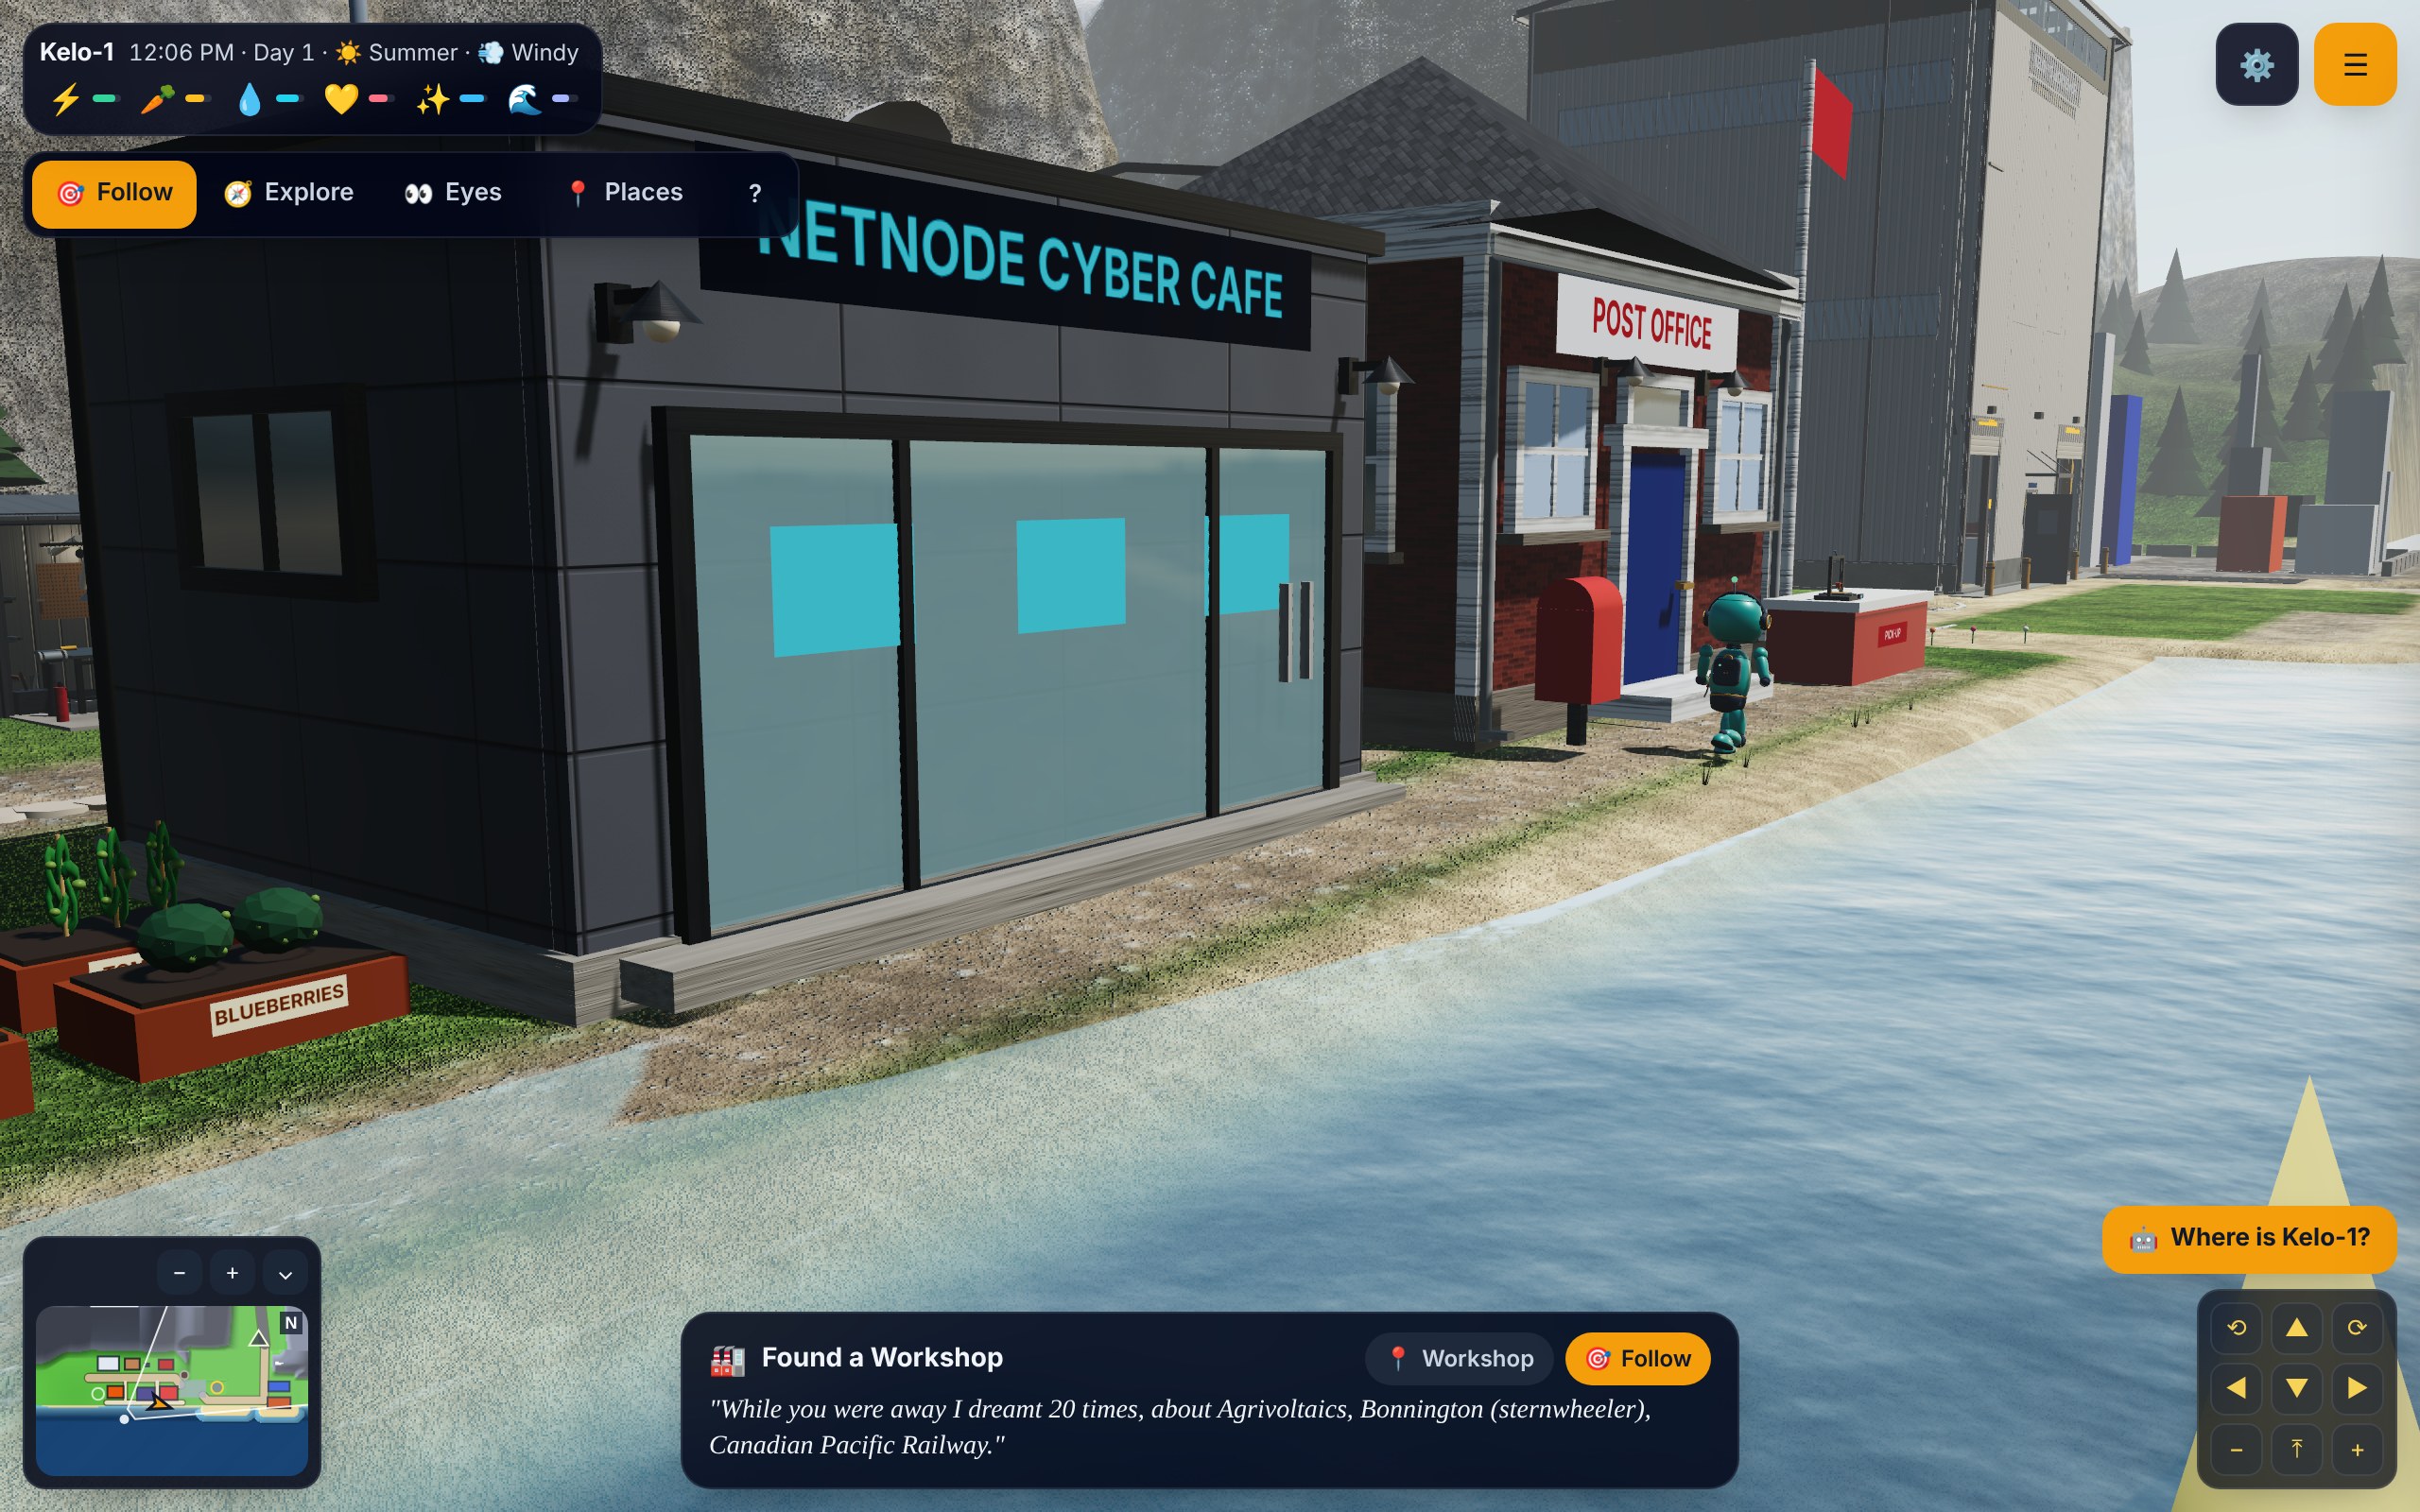 Kelo-1 12:06 PM · Day 1 · ☀️ Summer · 💨 Windy
🎯 Follow 🧭 Explore 👀 Eyes 📍 Places ?
NETNODE CYBER CAFE
POST OFFICE
PICK-UP
BLUEBERRIES
N
🤖 Where is Kelo-1?
🏭 Found a Workshop 📍 Workshop 🎯 Follow
"While you were away I dreamt 20 times, about Agrivoltaics, Bonnington (sternwheeler),
Canadian Pacific Railway."